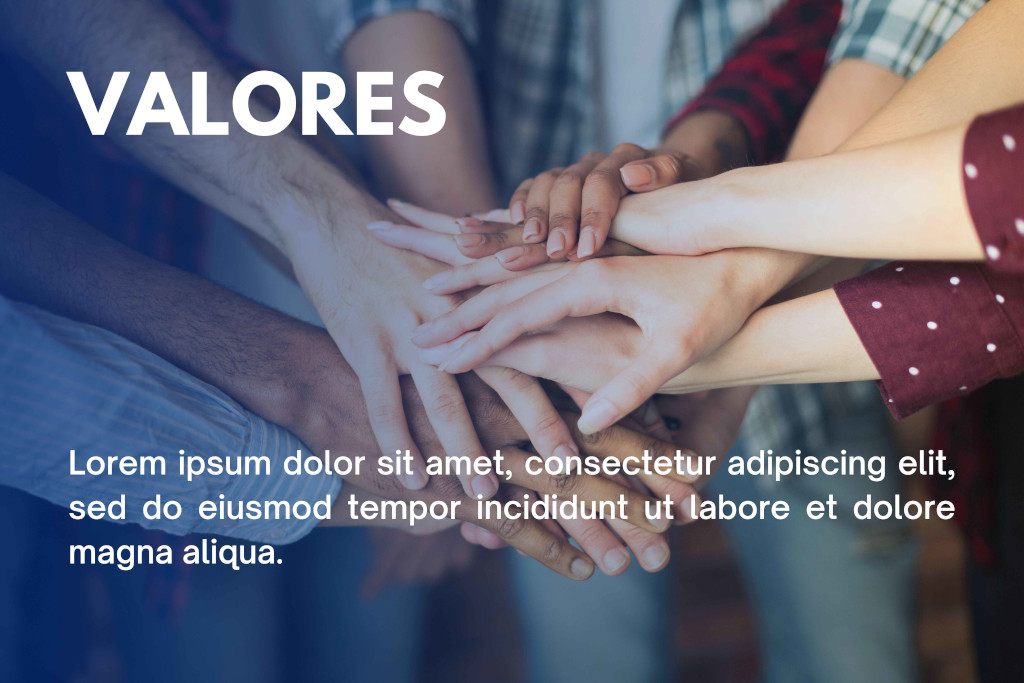 VALORES
Lorem ipsum dolor sit amet, consectetur adipiscing elit,
sed do eiusmod tempor incididunt ut labore et dolore
magna aliqua.